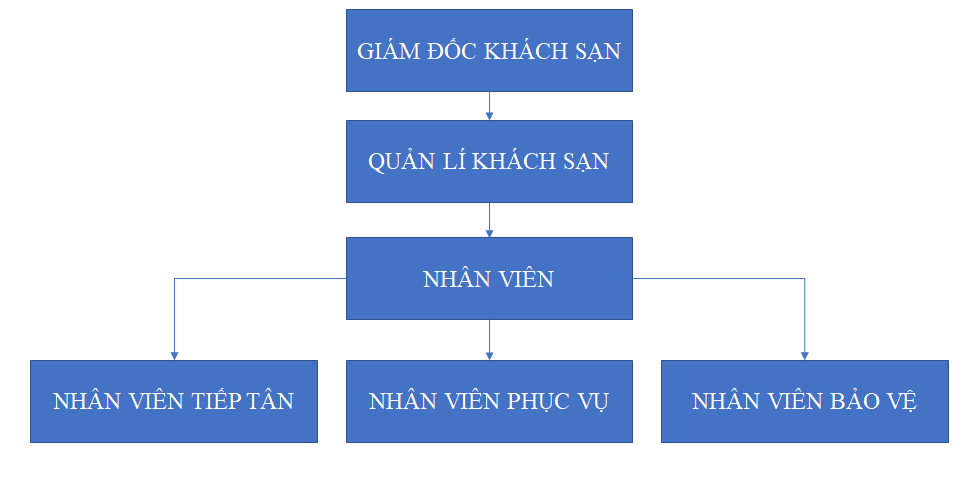 GIÁM ĐỐC KHÁCH SẠN
QUẢN LÍ KHÁCH SẠN
NHÂN VIÊN
NHÂN VIÊN TIẾP TÂN
NHÂN VIÊN PHỤC VỤ
NHÂN VIÊN BẢO VỆ